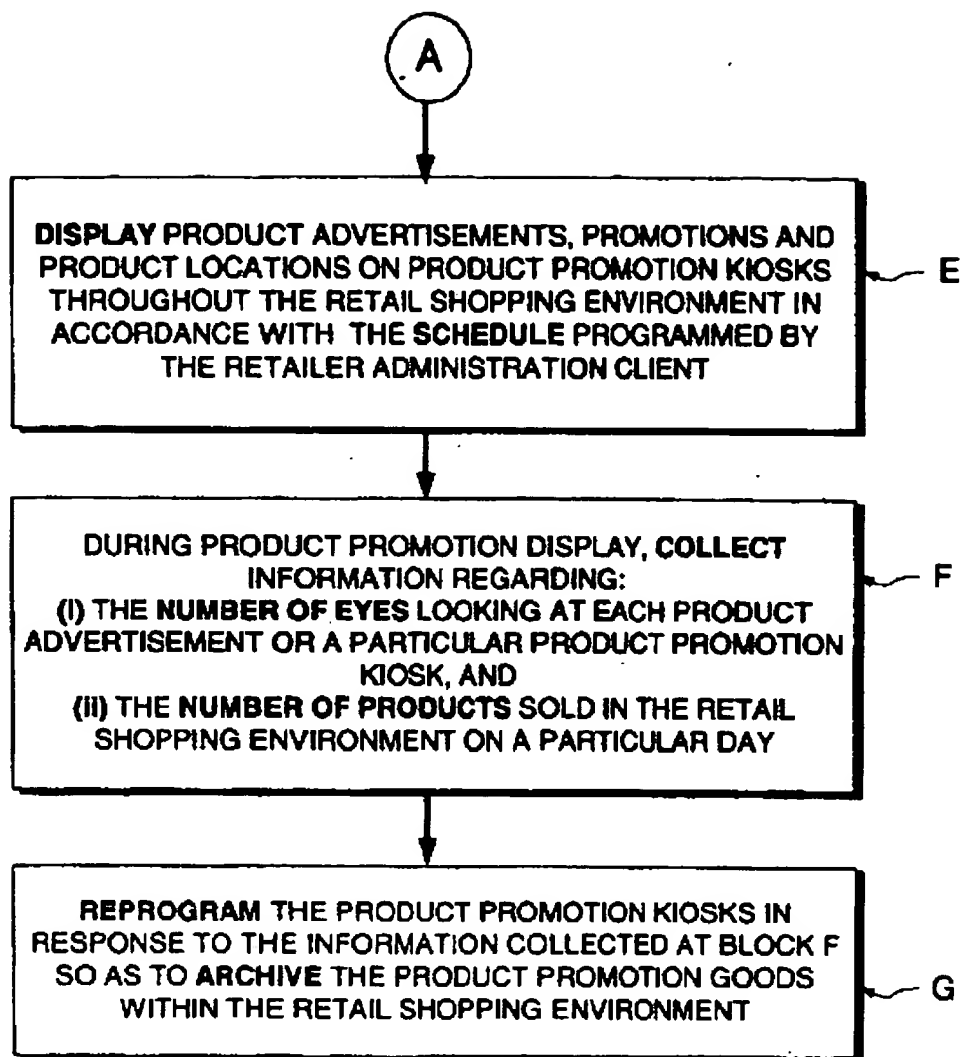 A
DISPLAY PRODUCT ADVERTISEMENTS, PROMOTIONS AND
PRODUCT LOCATIONS ON PRODUCT PROMOTION KIOSKS
THROUGHOUT THE RETAIL SHOPPING ENVIRONMENT IN
ACCORDANCE WITH THE SCHEDULE PROGRAMMED BY
THE RETAILER ADMINISTRATION CLIENT
E
DURING PRODUCT PROMOTION DISPLAY, COLLECT
INFORMATION REGARDING:
(i) THE NUMBER OF EYES LOOKING AT EACH PRODUCT
ADVERTISEMENT OR A PARTICULAR PRODUCT PROMOTION
KIOSK, AND
(ii) THE NUMBER OF PRODUCTS SOLD IN THE RETAIL
SHOPPING ENVIRONMENT ON A PARTICULAR DAY
F
REPROGRAM THE PRODUCT PROMOTION KIOSKS IN
RESPONSE TO THE INFORMATION COLLECTED AT BLOCK F
SO AS TO ARCHIVE THE PRODUCT PROMOTION GOODS
WITHIN THE RETAIL SHOPPING ENVIRONMENT
G